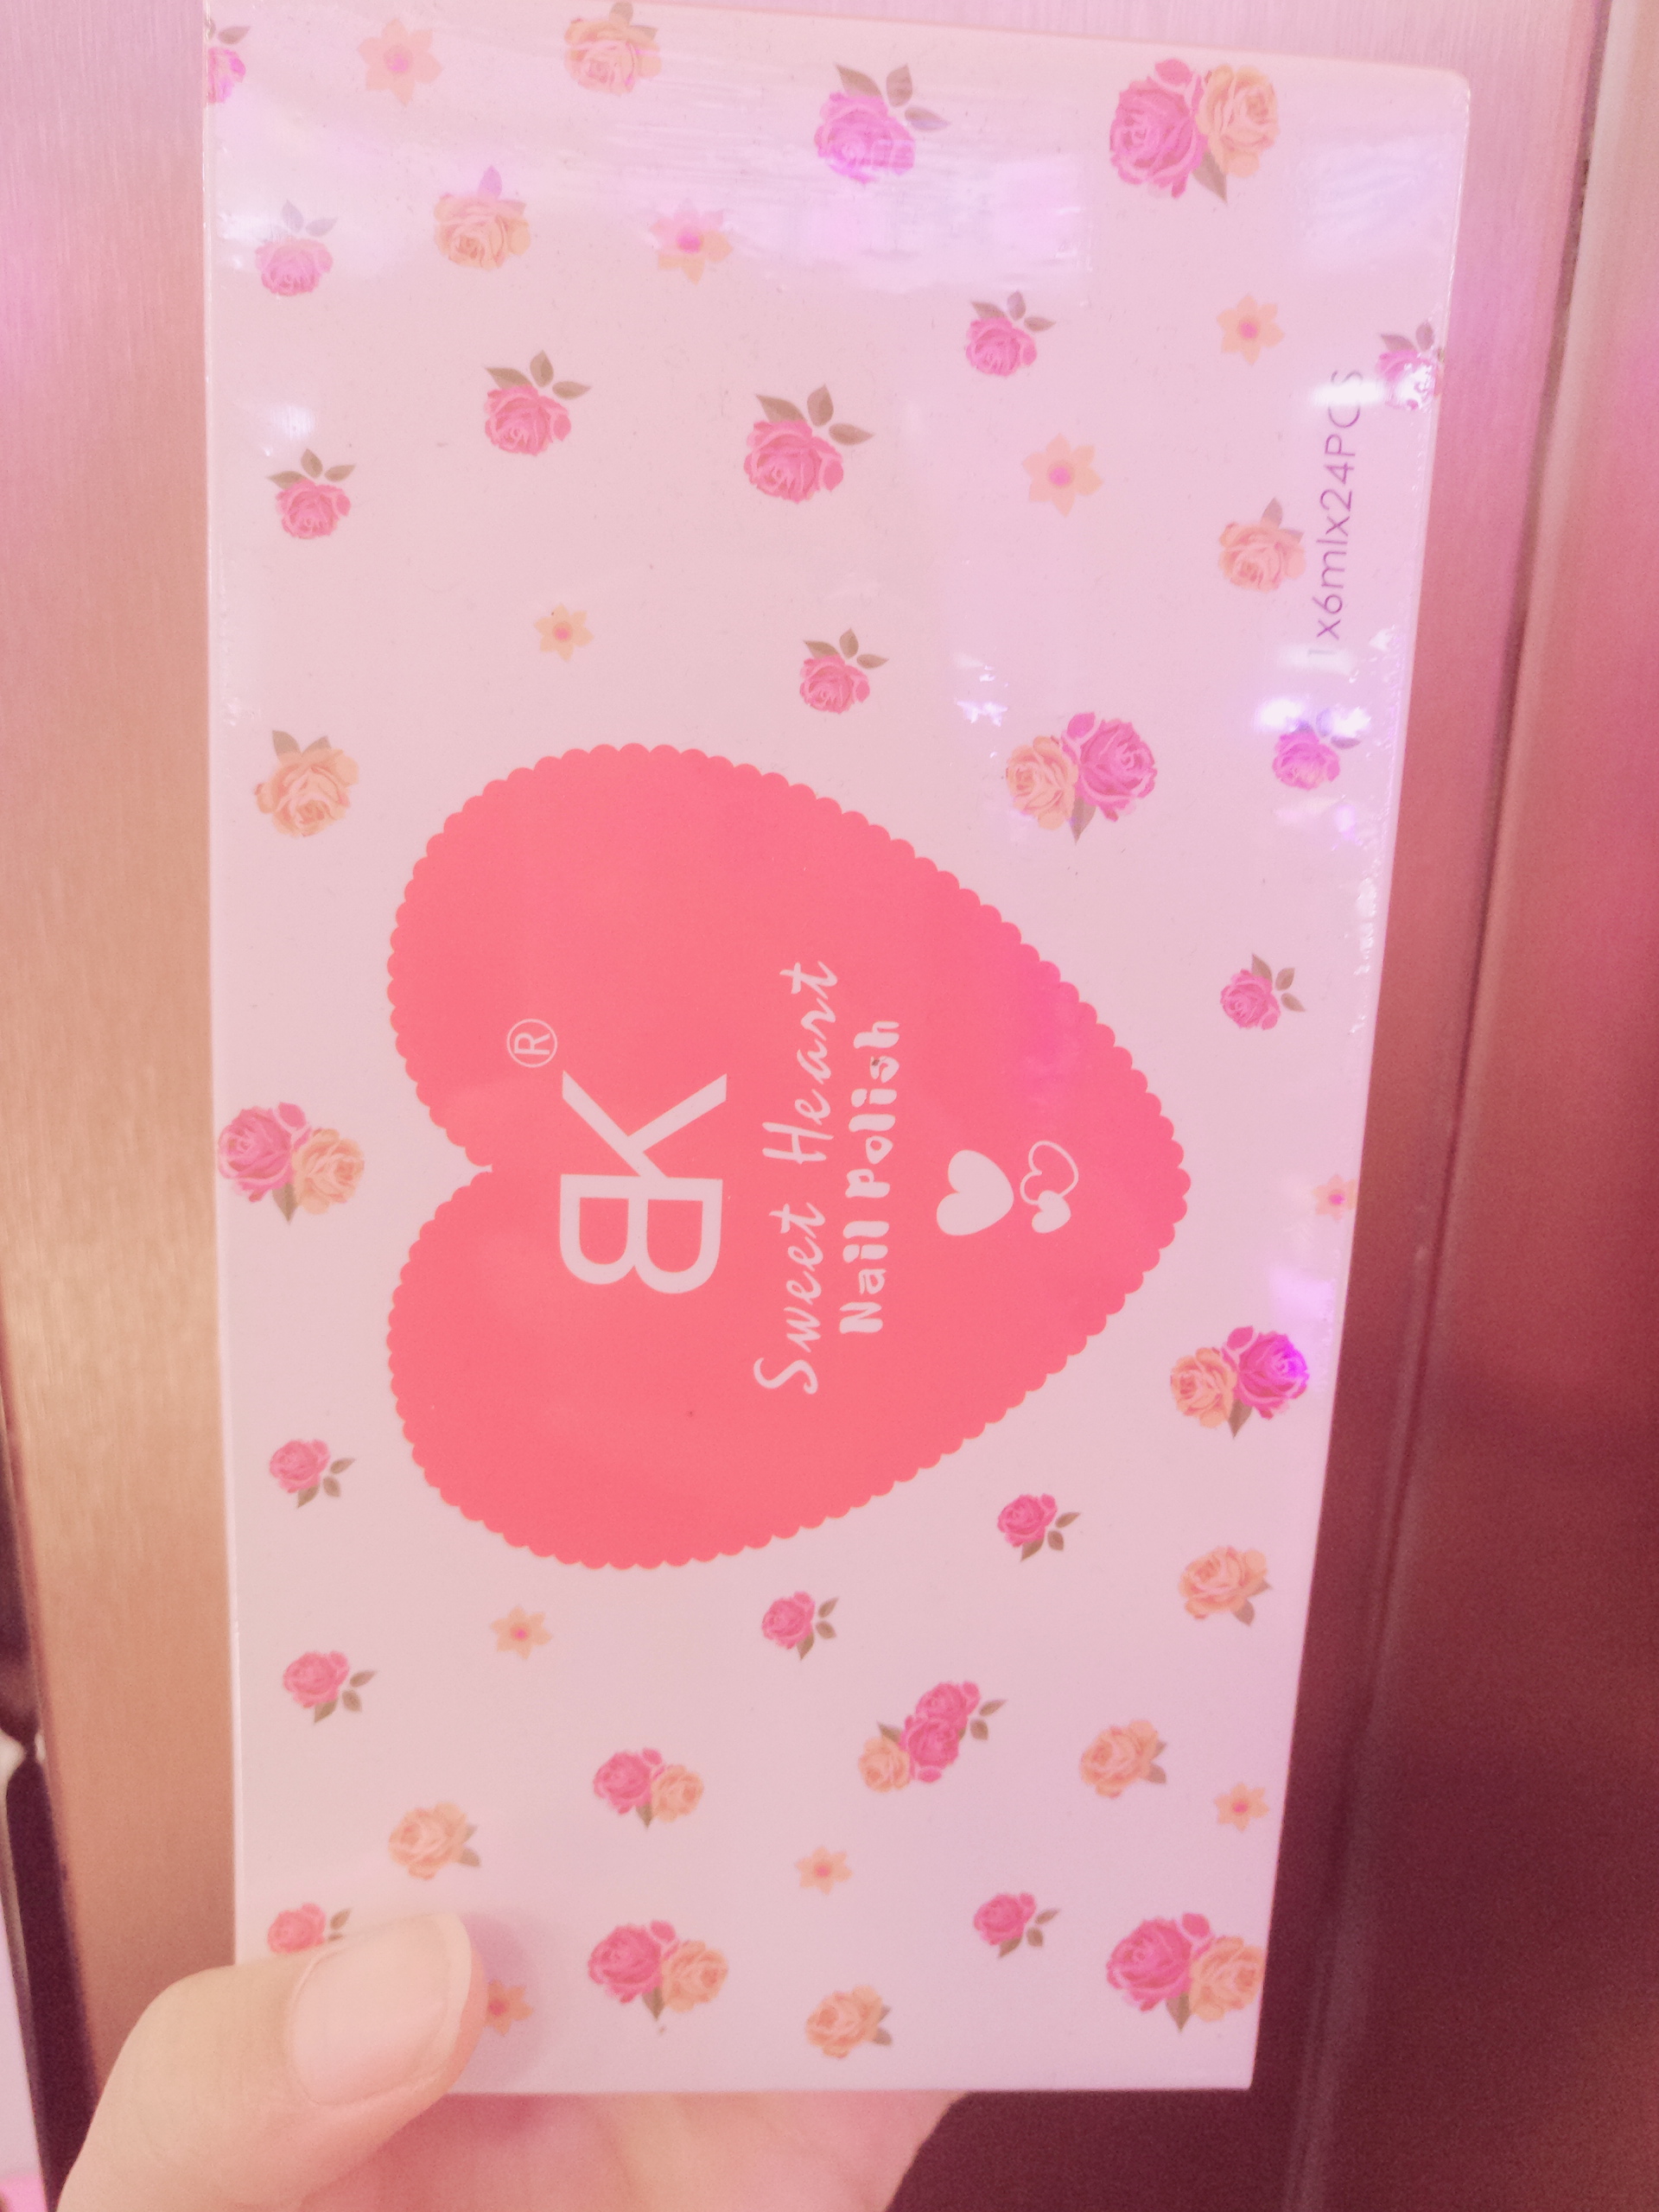 BK®
Sweet Heart
Nail Polish
1x6mlx24PCS